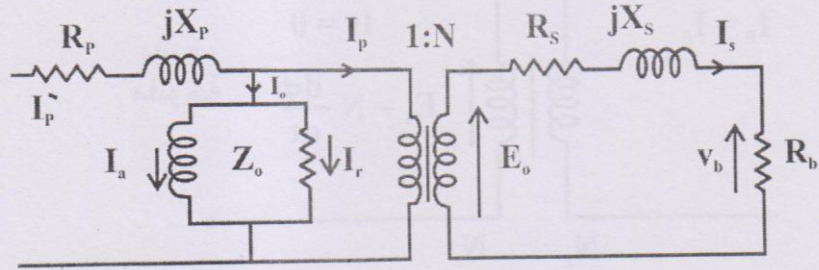 R_P
jX_P
I_p
1:N
R_S
jX_S
I_s
I_p`
I_o
I_a
Z_o
I_r
E_o
v_b
R_b